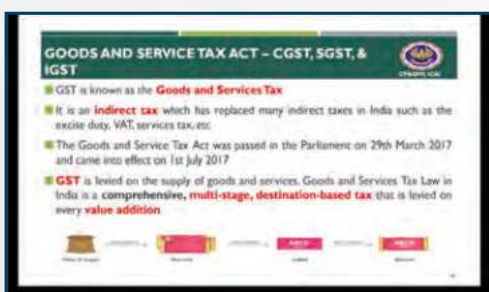 GOODS AND SERVICE TAX ACT – CGST, SGST, &
IGST
GST is known as the Goods and Services Tax
It is an indirect tax which has replaced many indirect taxes in India such as the
excise duty, VAT, services tax, etc
The Goods and Service Tax Act was passed in the Parliament on 29th March 2017
and came into effect on 1st July 2017
GST is levied on the supply of goods and services. Goods and Services Tax Law in
India is a comprehensive, multi-stage, destination-based tax that is levied on
every value addition